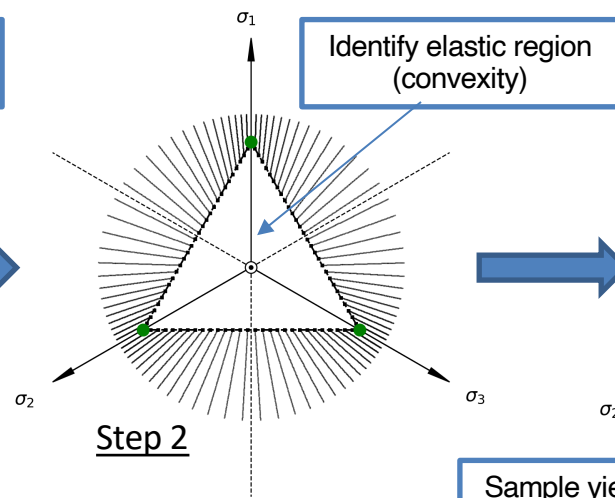 σ1
Identify elastic region
(convexity)
σ2
σ3
σ2
Step 2
Sample yie